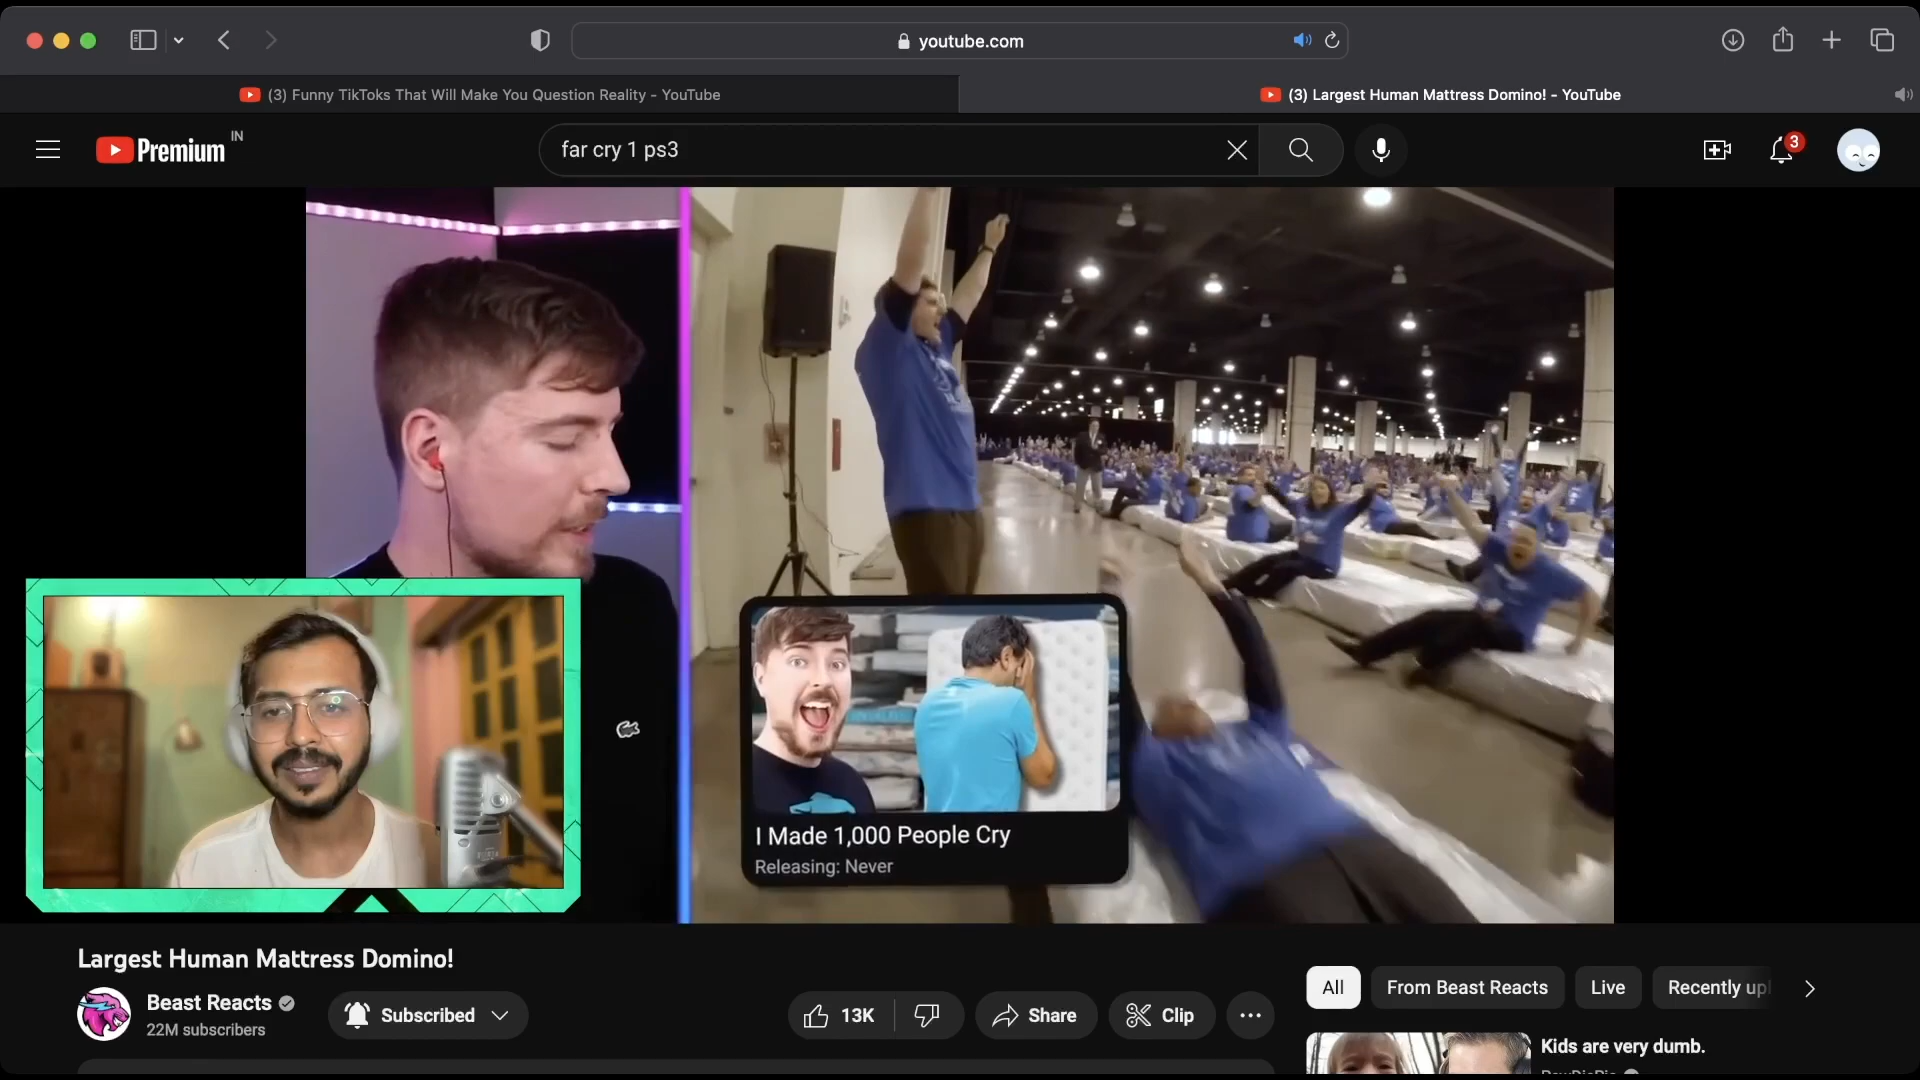 youtube.com
(3) Funny TikToks That Will Make You Question Reality - YouTube
(3) Largest Human Mattress Domino! - YouTube
Premium IN
far cry 1 ps3
3
I Made 1,000 People Cry
Releasing: Never
Largest Human Mattress Domino!
Beast Reacts
22M subscribers
Subscribed
13K
Share
Clip
All
From Beast Reacts
Live
Recently upl
Kids are very dumb.